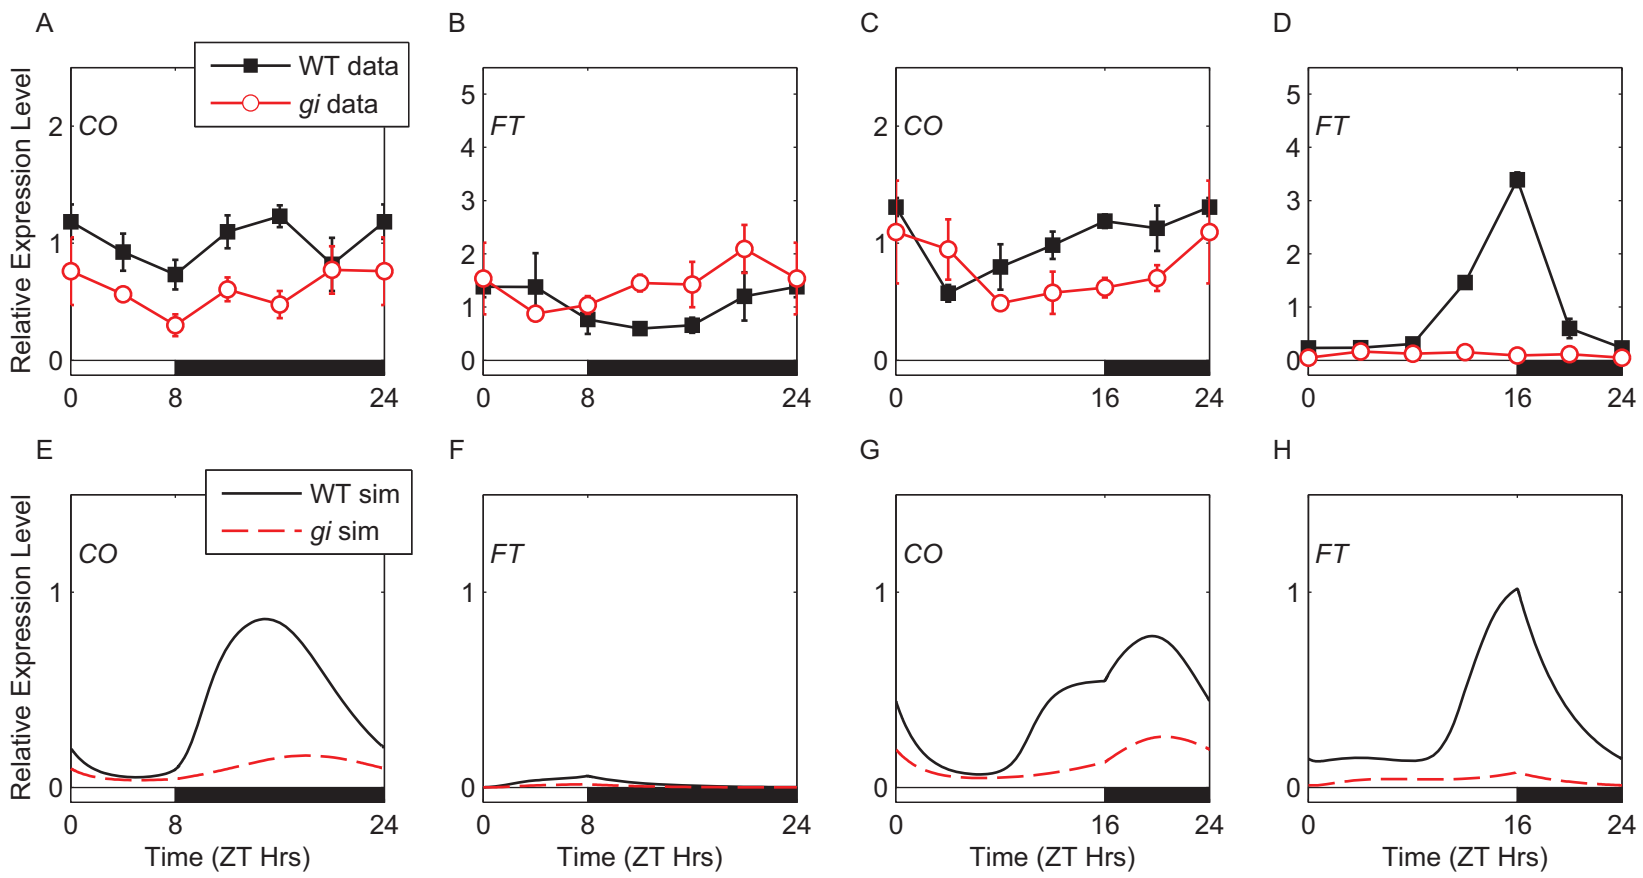 A
B
C
D
WT data
gi data
Relative Expression Level
2
1
0
CO
0
8
24
5
4
3
2
1
0
FT
0
8
24
2
1
0
CO
0
16
24
5
4
3
2
1
0
FT
0
16
24
E
F
G
H
WT sim
gi sim
Relative Expression Level
1
0
CO
0
8
24
Time (ZT Hrs)
1
0
FT
0
8
24
Time (ZT Hrs)
1
0
CO
0
16
24
Time (ZT Hrs)
1
0
FT
0
16
24
Time (ZT Hrs)